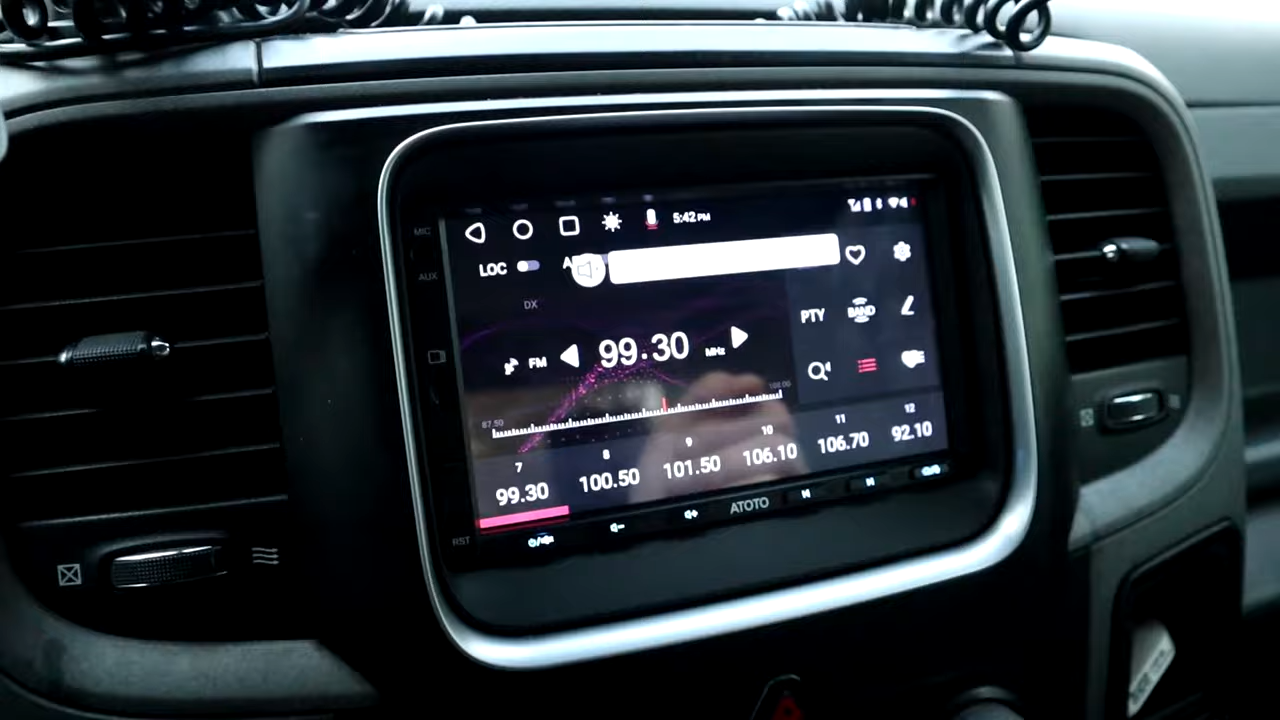 MIC
5:42 PM
LOC
AUX
DX
PTY
BAND
FM
99.30
MHz
87.50
108.00
7
8
9
10
11
12
99.30
100.50
101.50
106.10
106.70
92.10
ATOTO
RST